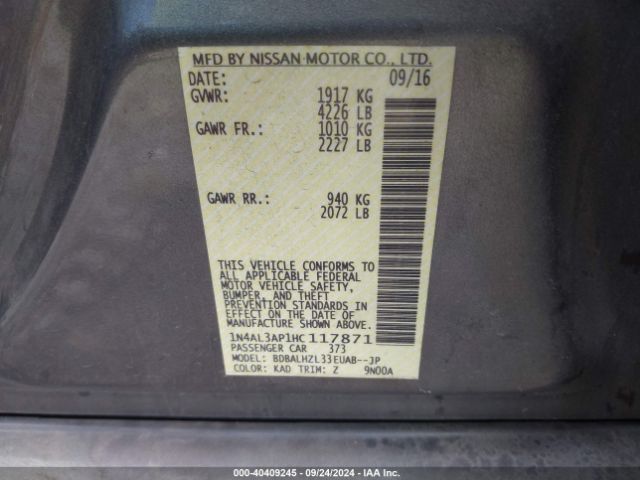 MFD BY NISSAN MOTOR CO., LTD.
DATE: 09/16
GVWR: 1917 KG
4226 LB
GAWR FR.: 1010 KG
2227 LB
GAWR RR.: 940 KG
2072 LB
THIS VEHICLE CONFORMS TO
ALL APPLICABLE FEDERAL
MOTOR VEHICLE SAFETY,
BUMPER, AND THEFT
PREVENTION STANDARDS IN
EFFECT ON THE DATE OF
MANUFACTURE SHOWN ABOVE.
1N4AL3AP1HC117871
PASSENGER CAR 373
MODEL: BDBALHZL33EUAB--JP
COLOR: KAD TRIM: Z 9N00A
000-40409245 - 09/24/2024 - IAA Inc.